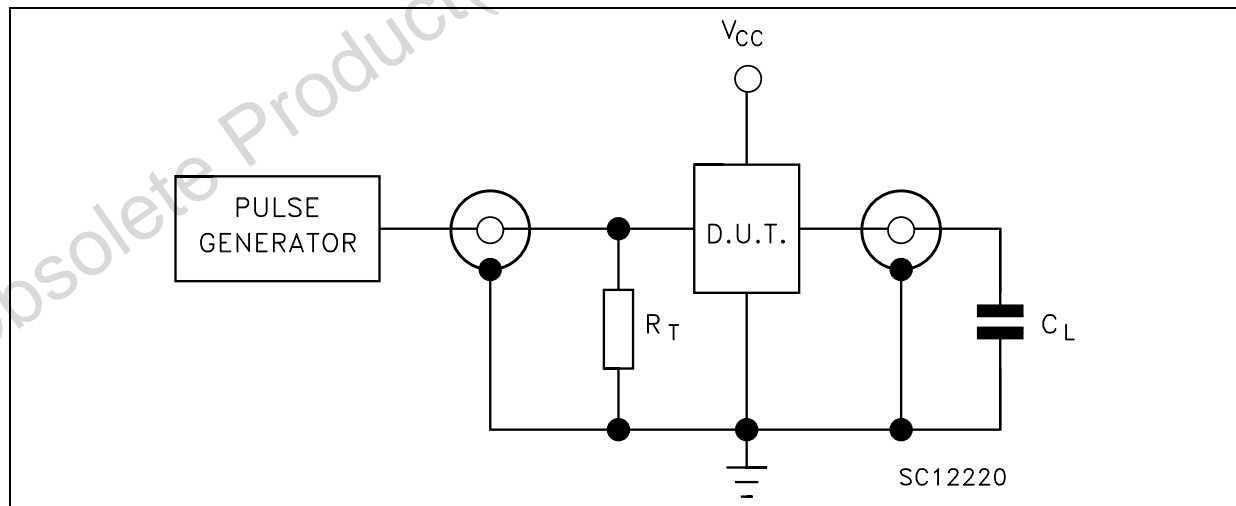 Obsolete Product(
VCC
PULSE
GENERATOR
D.U.T.
RT
CL
SC12220